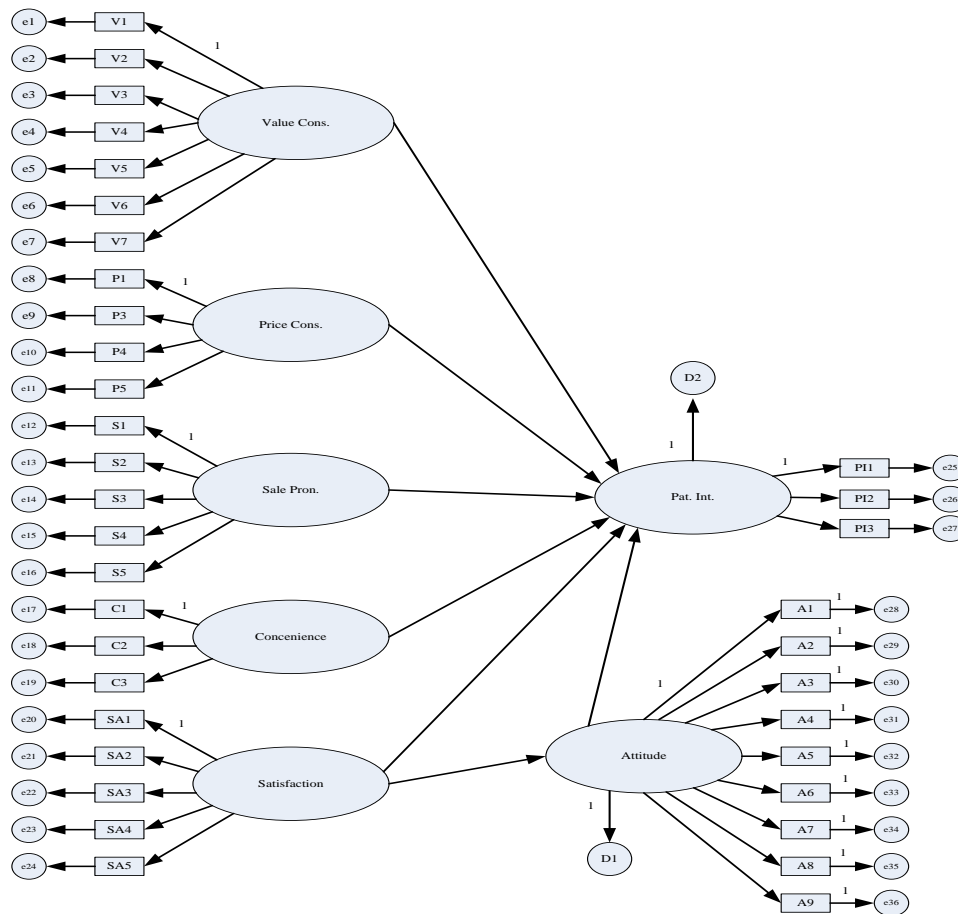 e1 V1
1
e2 V2
e3 V3
Value Cons.
e4 V4
e5 V5
e6 V6
e7 V7
e8 P1
1
e9 P3
Price Cons.
e10 P4
e11 P5
D2
e12 S1
1
1
e13 S2
1
PI1 e25
Sale Pron.
Pat. Int.
e14 S3
PI2 e26
e15 S4
PI3 e27
e16 S5
e17 C1
1
A1 1 e28
e18 C2
Concenience
A2 1 e29
e19 C3
1
A3 1 e30
e20 SA1
1
A4 1 e31
e21 SA2
Attitude
A5 1 e32
e22 SA3
Satisfaction
A6 1 e33
e23 SA4
1
A7 1 e34
e24 SA5
D1
A8 1 e35
A9 1 e36